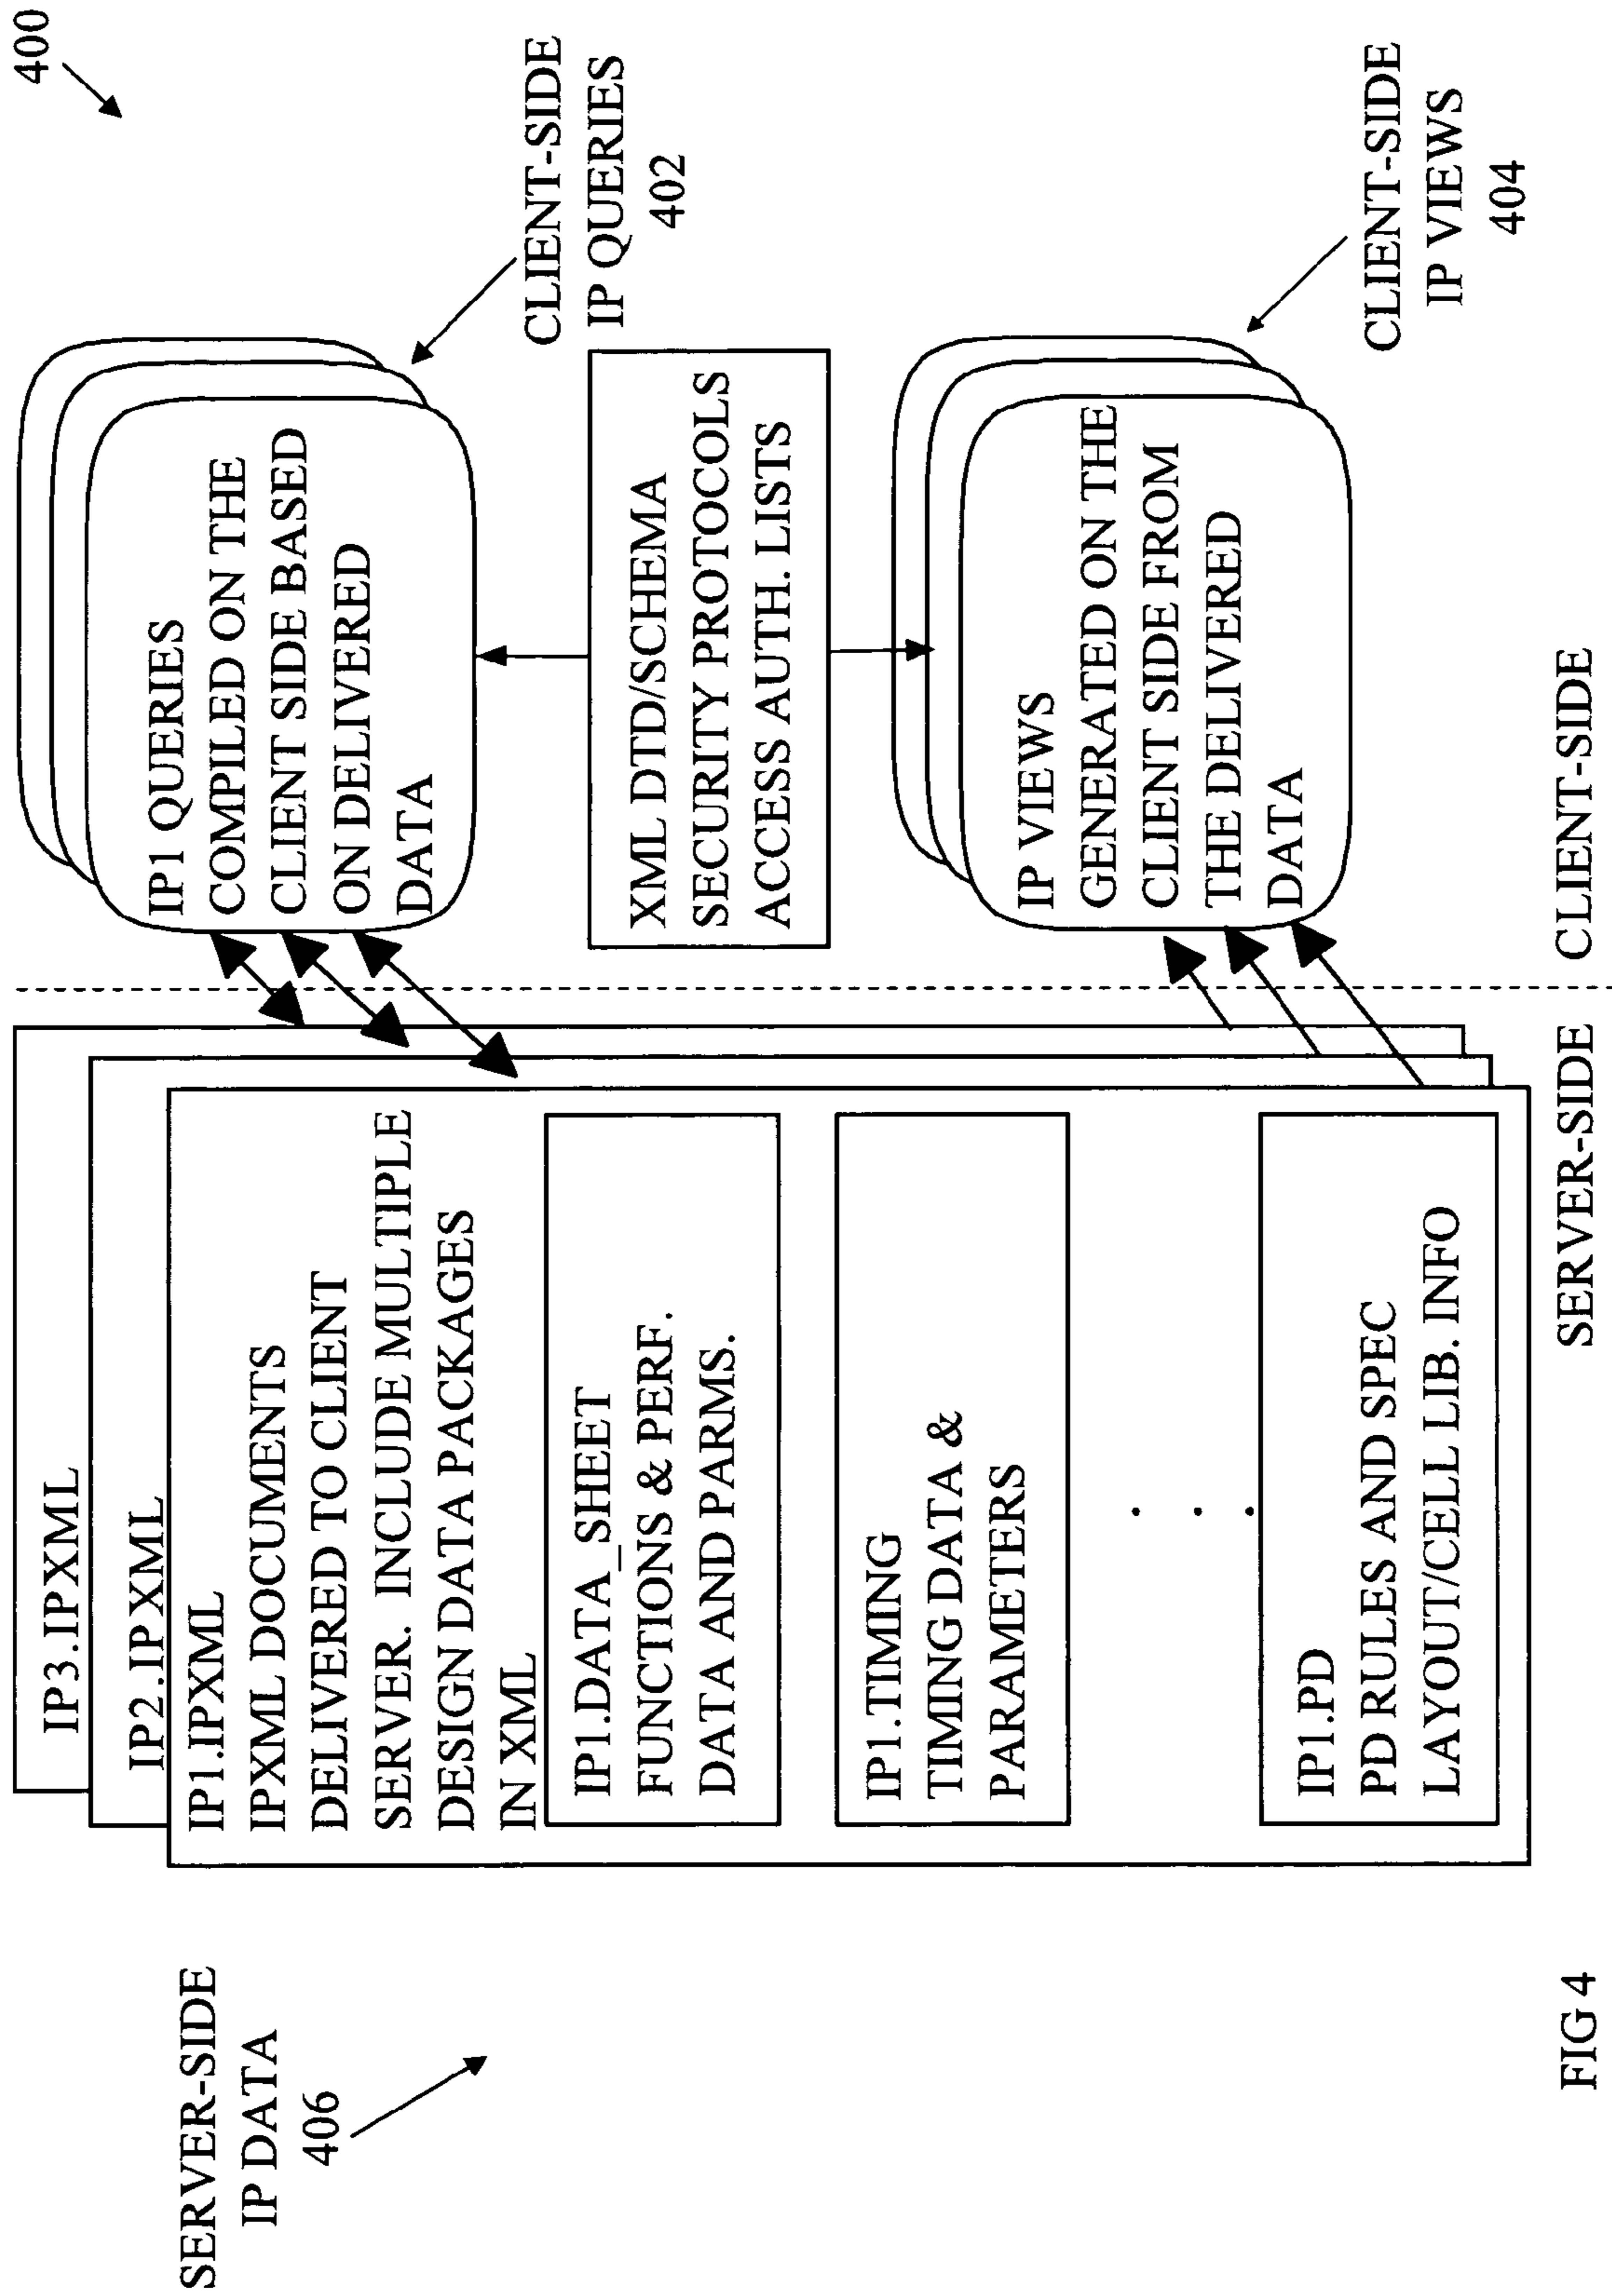 400
SERVER-SIDE
IP DATA
406
IP3.IPXML
IP2.IPXML
IP1.IPXML
IPXML DOCUMENTS
DELIVERED TO CLIENT
SERVER. INCLUDE MULTIPLE
DESIGN DATA PACKAGES
IN XML
IP1.DATA_SHEET
FUNCTIONS & PERF.
DATA AND PARMS.
IP1.TIMING
TIMING DATA &
PARAMETERS
. . .
IP1.PD
PD RULES AND SPEC
LAYOUT/CELL LIB. INFO
IP1 QUERIES
COMPILED ON THE
CLIENT SIDE BASED
ON DELIVERED
DATA
CLIENT-SIDE
IP QUERIES
402
XML DTD/SCHEMA
SECURITY PROTOCOLS
ACCESS AUTH. LISTS
IP VIEWS
GENERATED ON THE
CLIENT SIDE FROM
THE DELIVERED
DATA
CLIENT-SIDE
IP VIEWS
404
SERVER-SIDE
CLIENT-SIDE
FIG 4